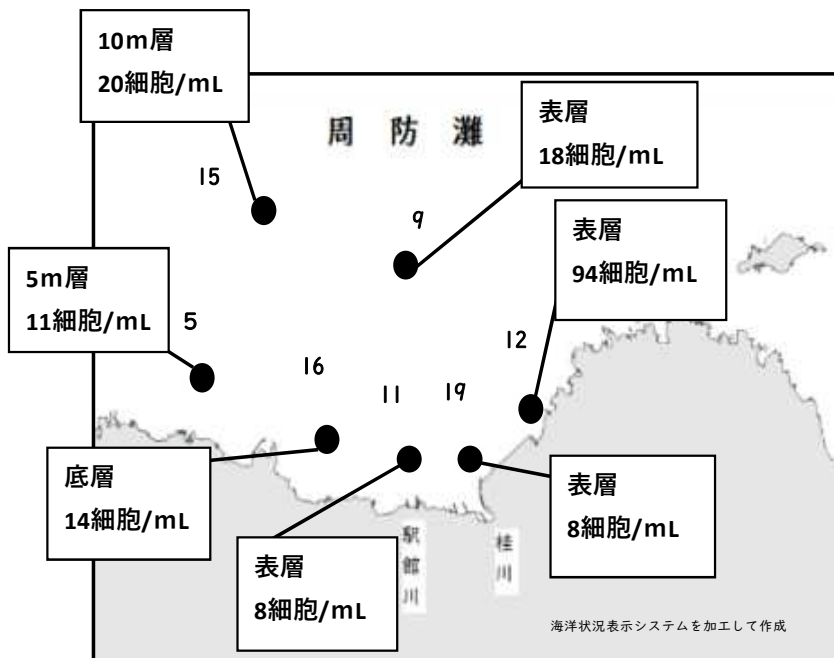 10m層
20細胞/mL
周防灘
表層
18細胞/mL
15
9
表層
94細胞/mL
5m層
11細胞/mL
5
12
16
11
19
底層
14細胞/mL
表層
8細胞/mL
表層
8細胞/mL
駅館川
桂川
海洋状況表示システムを加工して作成